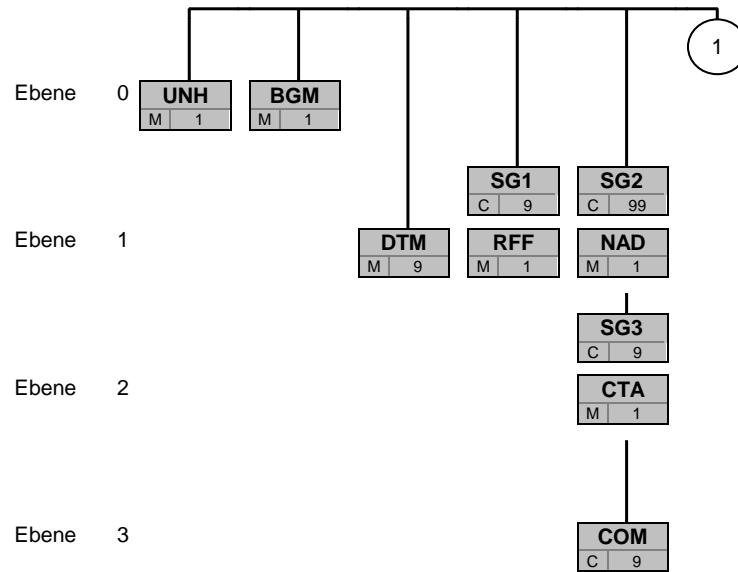 1
Ebene 0 UNH BGM
M 1 M 1
SG1 SG2
C 9 C 99
Ebene 1 DTM RFF NAD
M 9 M 1 M 1
SG3
C 9
Ebene 2 CTA
M 1
Ebene 3 COM
C 9